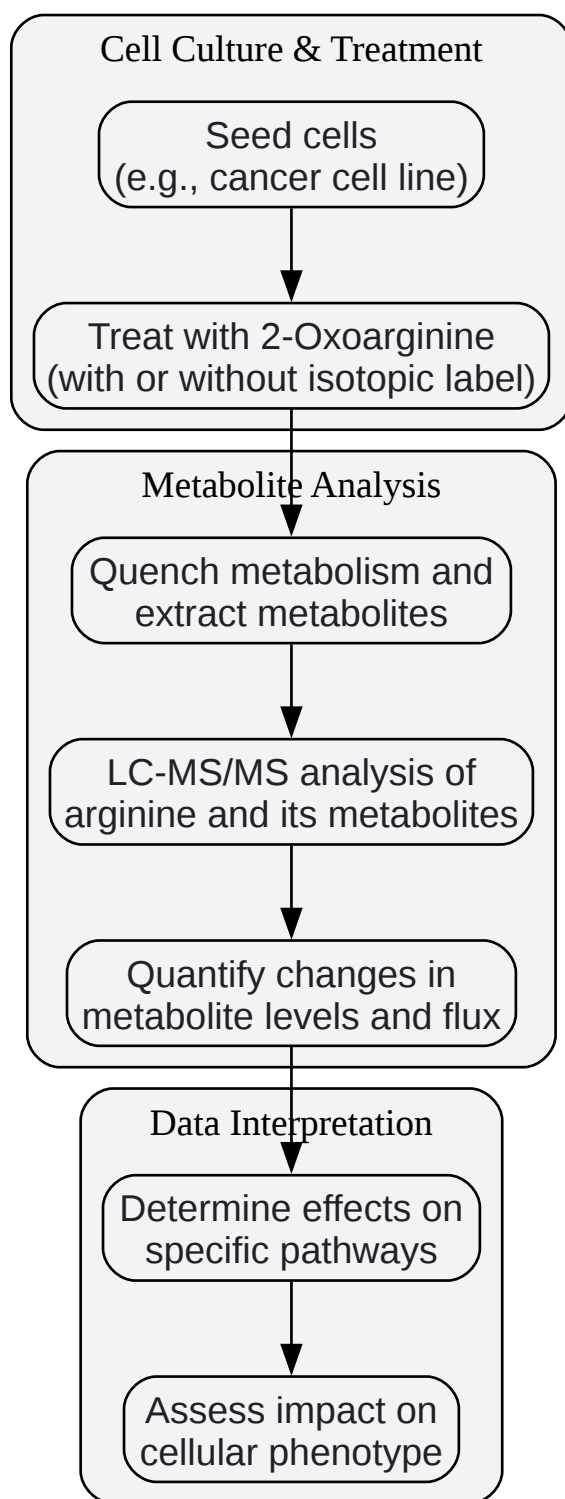 Cell Culture & Treatment
Seed cells
(e.g., cancer cell line)
Treat with 2-Oxoarginine
(with or without isotopic label)
Metabolite Analysis
Quench metabolism and
extract metabolites
LC-MS/MS analysis of
arginine and its metabolites
Quantify changes in
metabolite levels and flux
Data Interpretation
Determine effects on
specific pathways
Assess impact on
cellular phenotype